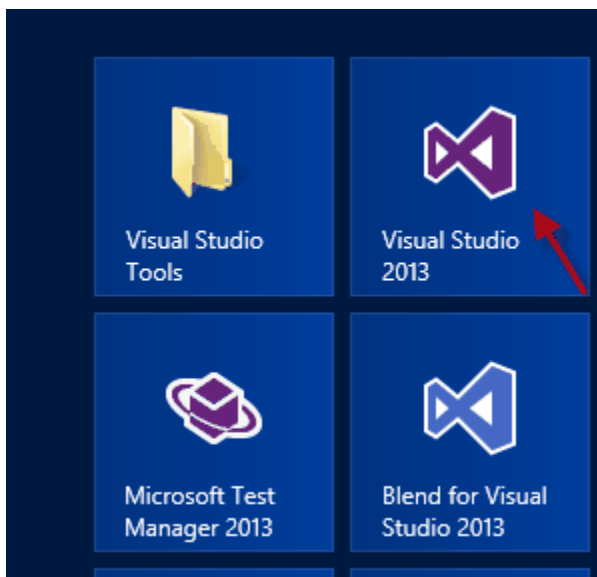 Visual Studio
Tools
Visual Studio
2013
Microsoft Test
Manager 2013
Blend for Visual
Studio 2013